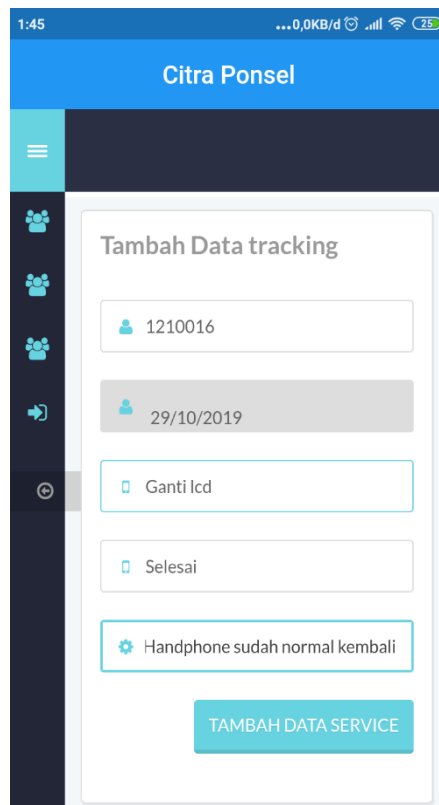 1:45 ...0,0KB/d 25
Citra Ponsel
Tambah Data tracking
1210016
29/10/2019
Ganti lcd
Selesai
Handphone sudah normal kembali
TAMBAH DATA SERVICE